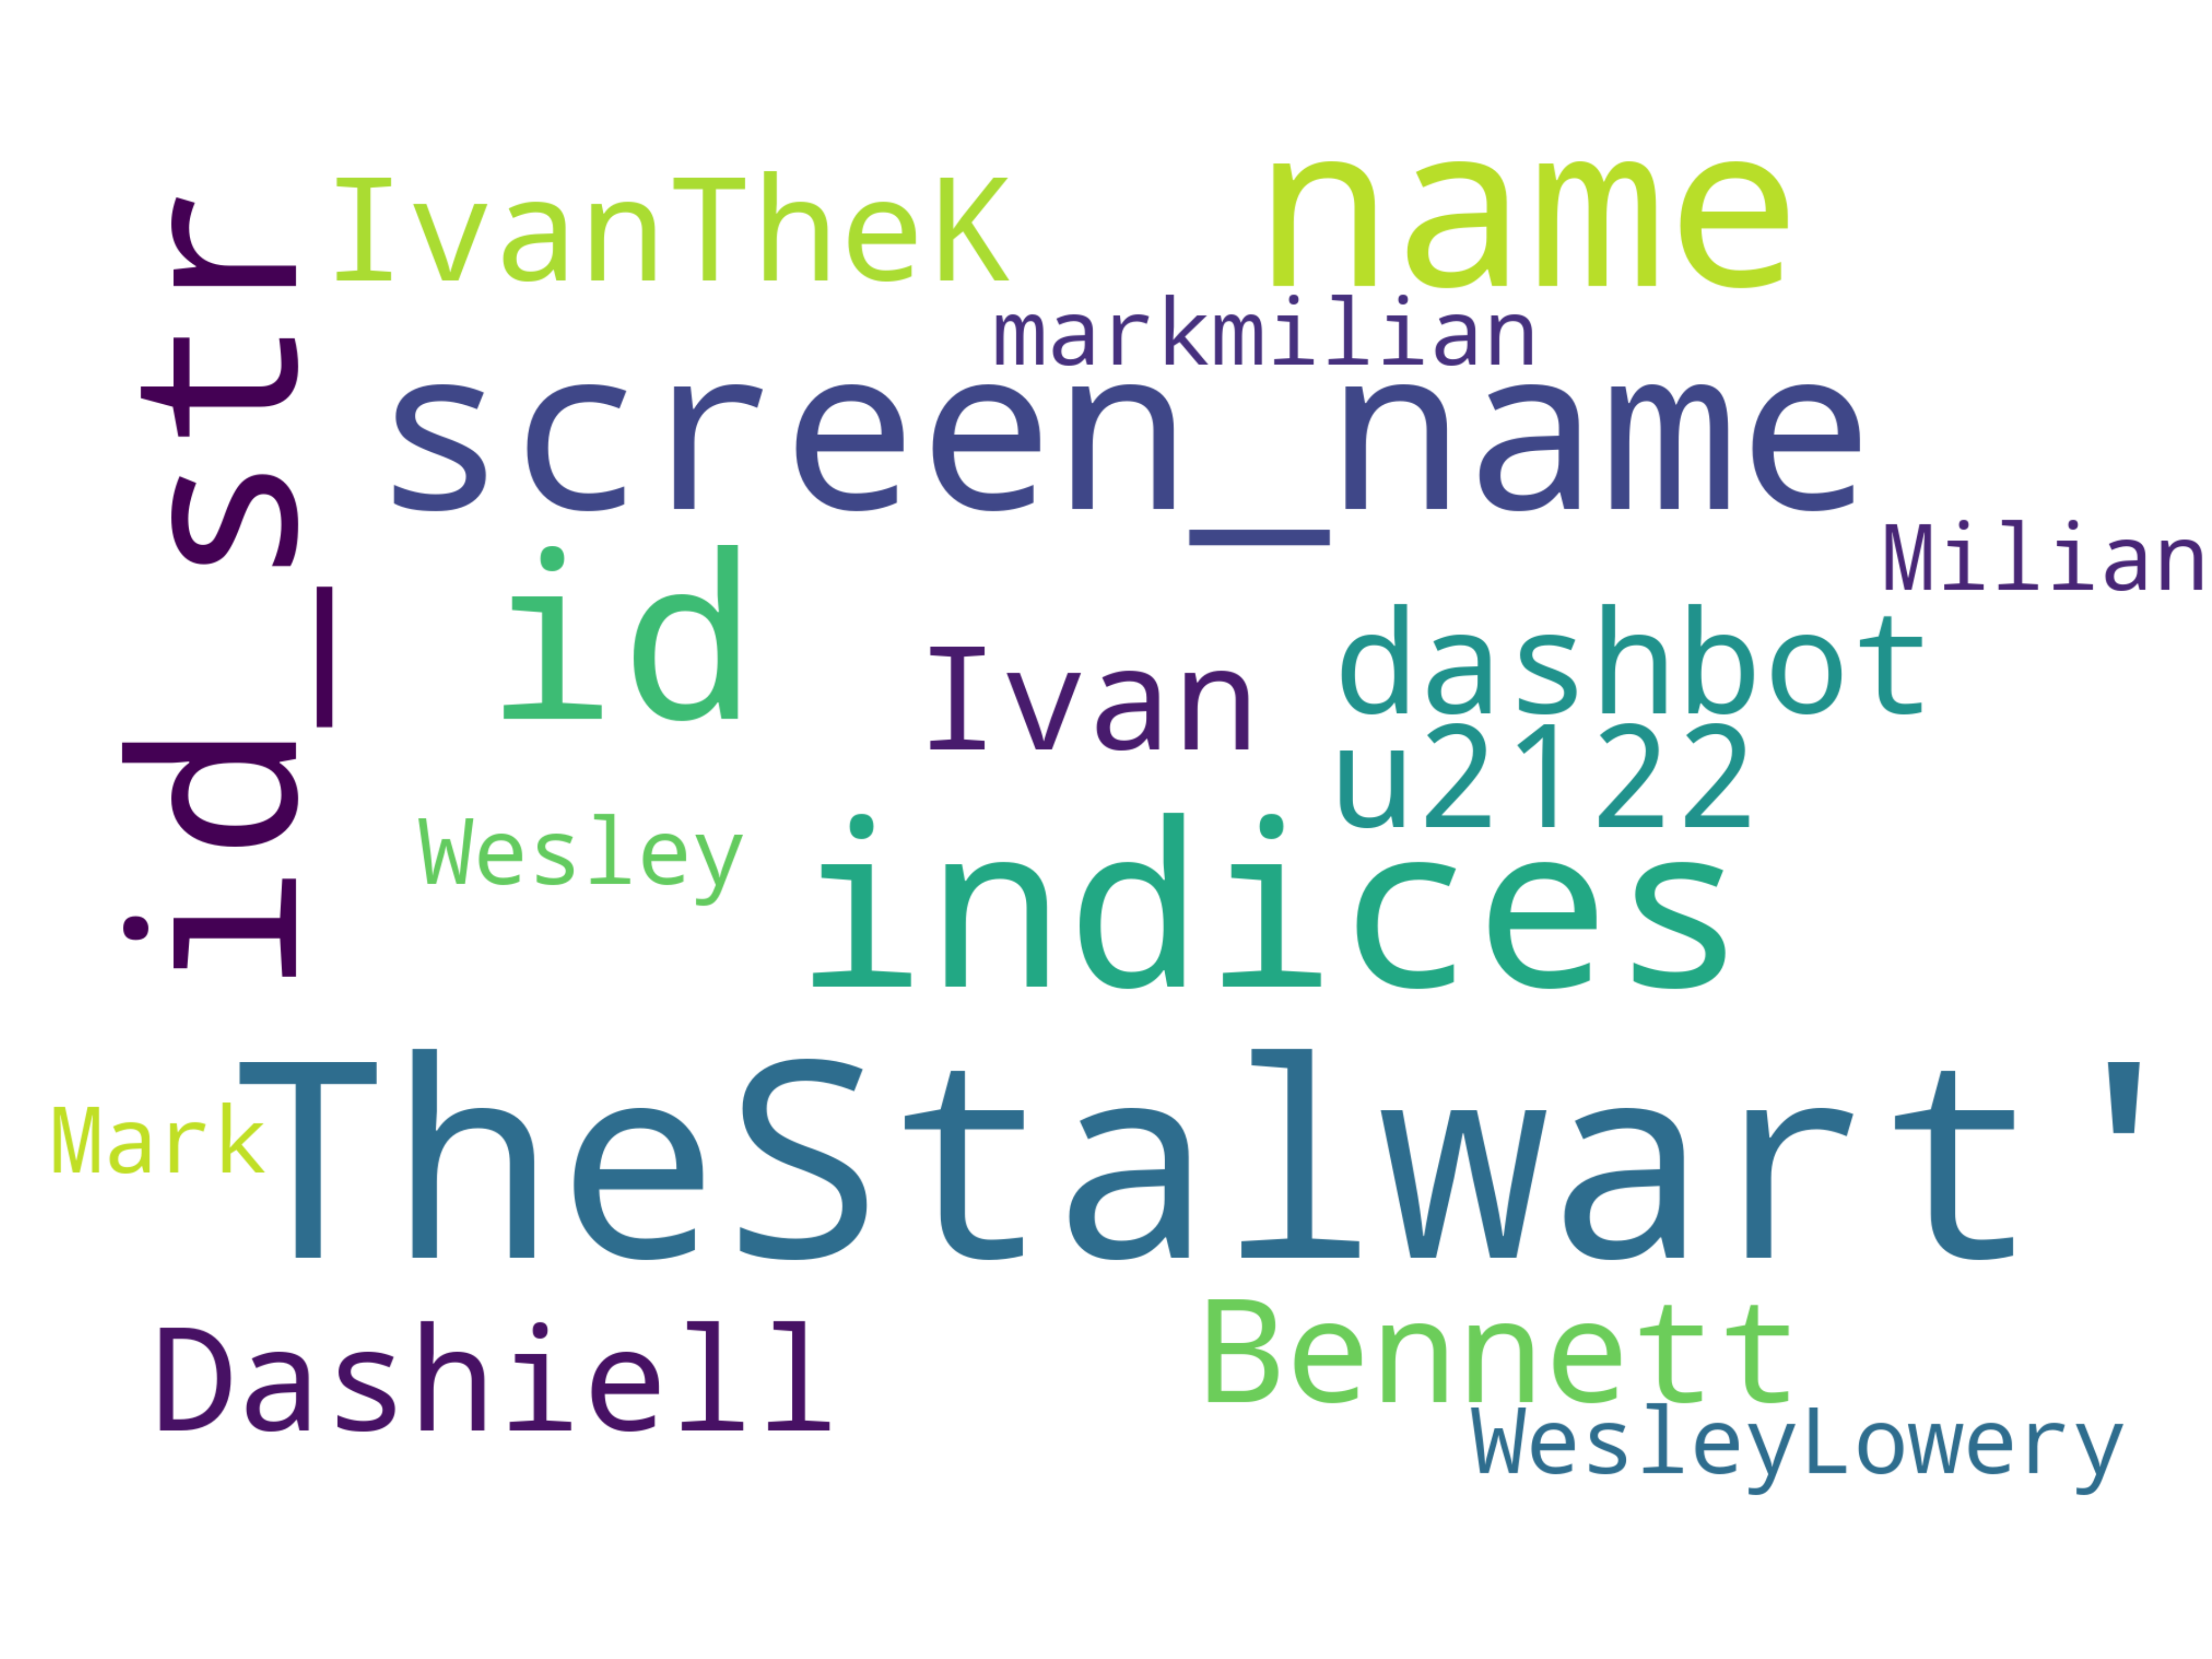 id_str
IvanTheK
name
markmilian
screen_name
Milian
id
Ivan
dashbot
u2122
Wesley
indices
TheStalwart'
Mark
Dashiell
Bennett
WesleyLowery